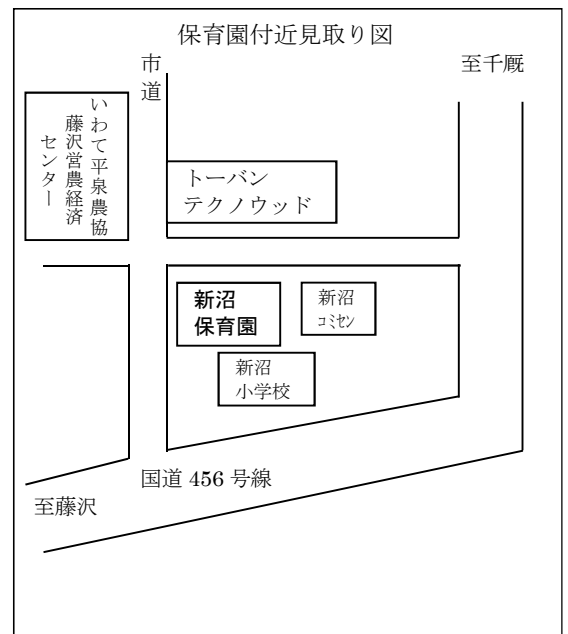 保育園付近見取り図
市道
至千厩
いわて平泉農協
藤沢営農経済
センター
トーバン
テクノウッド
新沼
保育園
新沼
コミセン
新沼
小学校
国道 456 号線
至藤沢